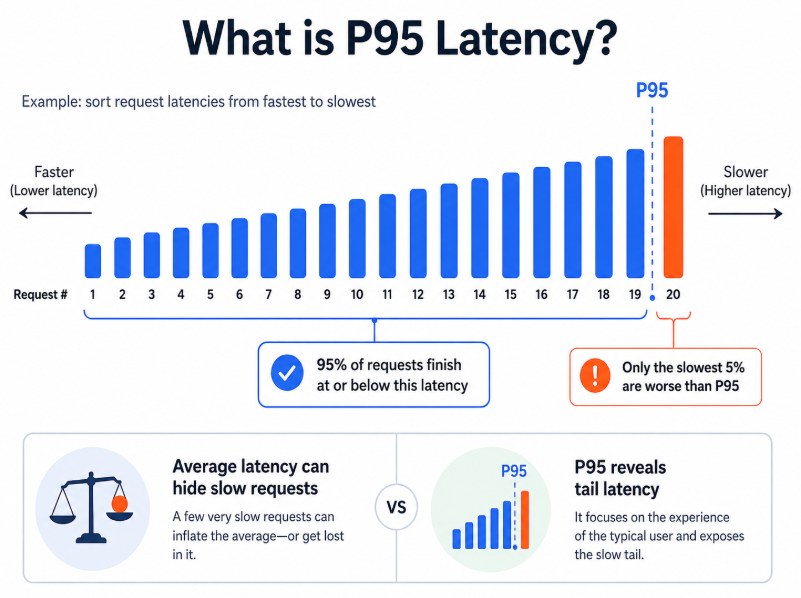 What is P95 Latency?
Example: sort request latencies from fastest to slowest
P95
Faster
(Lower latency)
Slower
(Higher latency)
Request # 1 2 3 4 5 6 7 8 9 10 11 12 13 14 15 16 17 18 19 20
95% of requests finish
at or below this latency
Only the slowest 5%
are worse than P95
Average latency can
hide slow requests
A few very slow requests can
inflate the average—or get lost
in it.
VS
P95
P95 reveals
tail latency
It focuses on the experience
of the typical user and exposes
the slow tail.